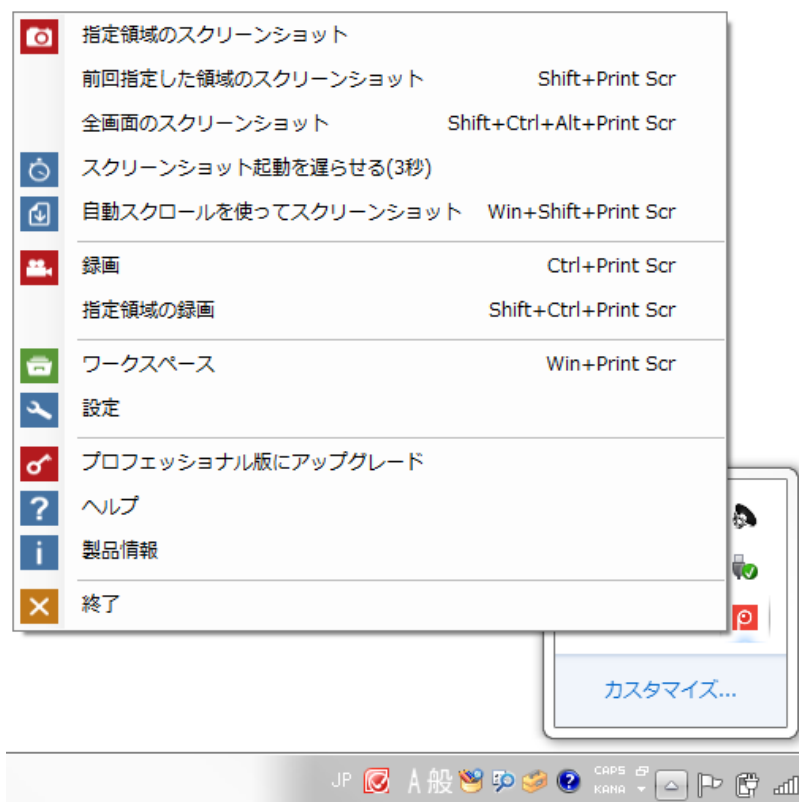 指定領域のスクリーンショット
前回指定した領域のスクリーンショット Shift+Print Scr
全画面のスクリーンショット Shift+Ctrl+Alt+Print Scr
スクリーンショット起動を遅らせる(3秒)
自動スクロールを使ってスクリーンショット Win+Shift+Print Scr
録画 Ctrl+Print Scr
指定領域の録画 Shift+Ctrl+Print Scr
ワークスペース Win+Print Scr
設定
プロフェッショナル版にアップグレード
ヘルプ
製品情報
終了
カスタマイズ...
JP A 般 CAPS
KANA